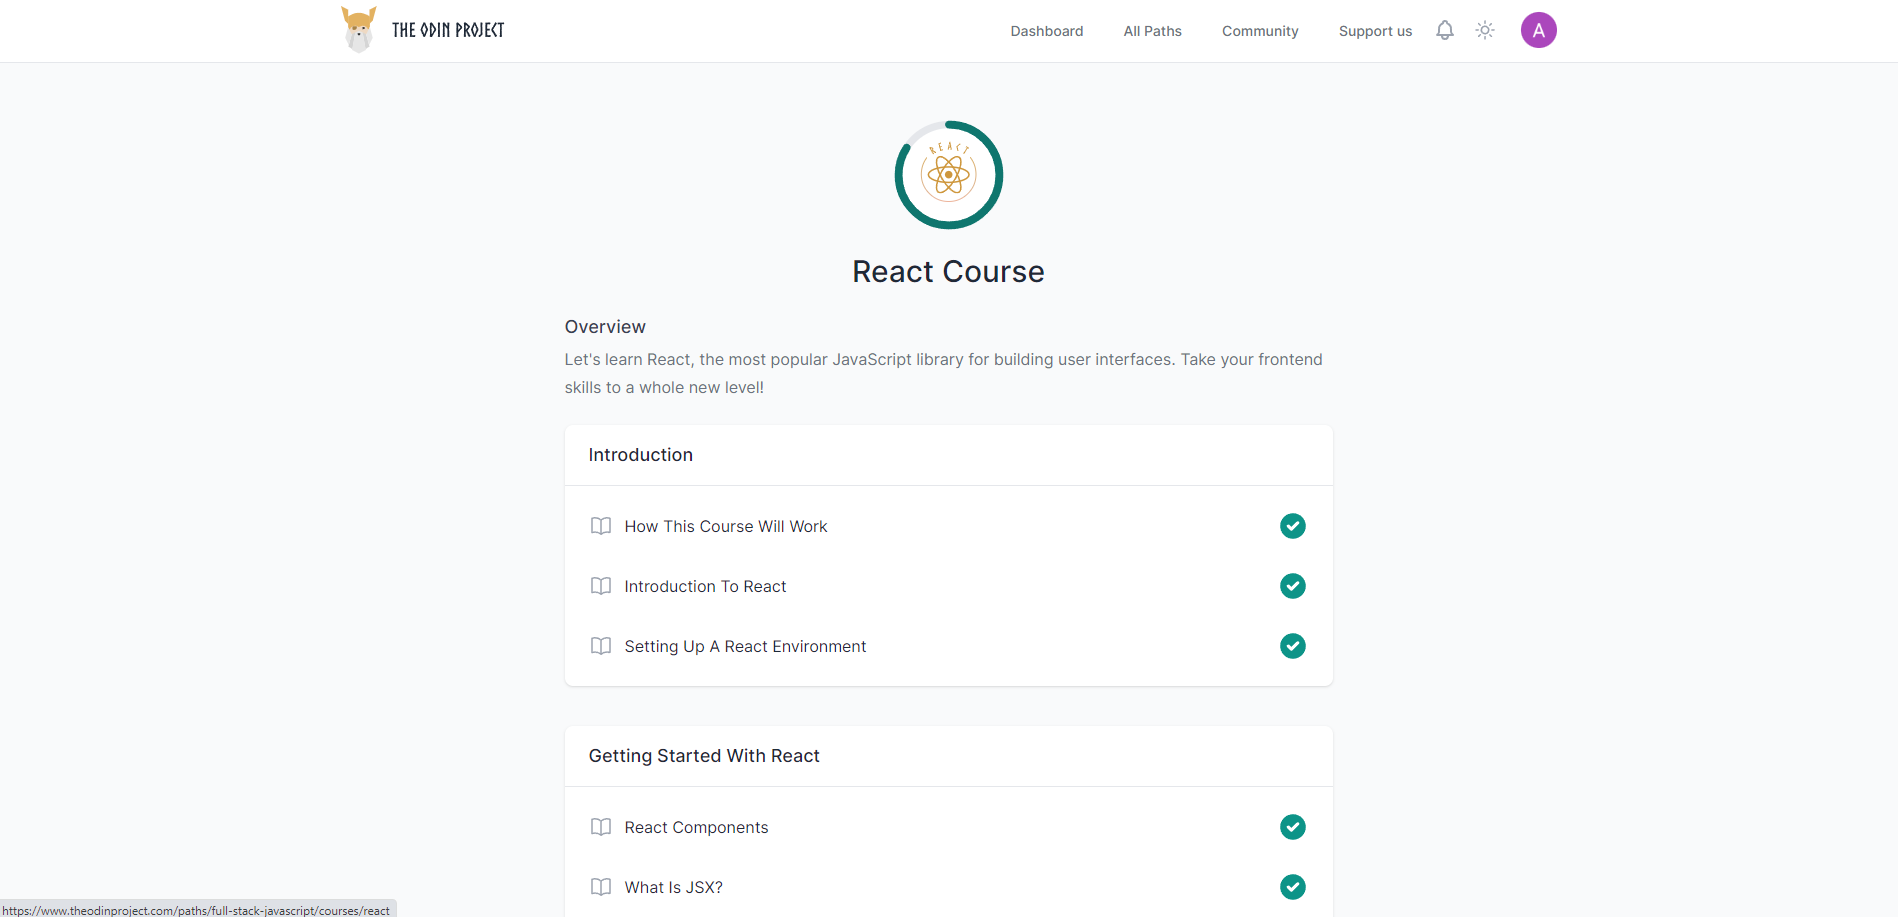 THE ODIN PROJECT
Dashboard
All Paths
Community
Support us
A
REACT
React Course
Overview
Let's learn React, the most popular JavaScript library for building user interfaces. Take your frontend
skills to a whole new level!
Introduction
How This Course Will Work
Introduction To React
Setting Up A React Environment
Getting Started With React
React Components
What Is JSX?
https://www.theodinproject.com/paths/full-stack-javascript/courses/react